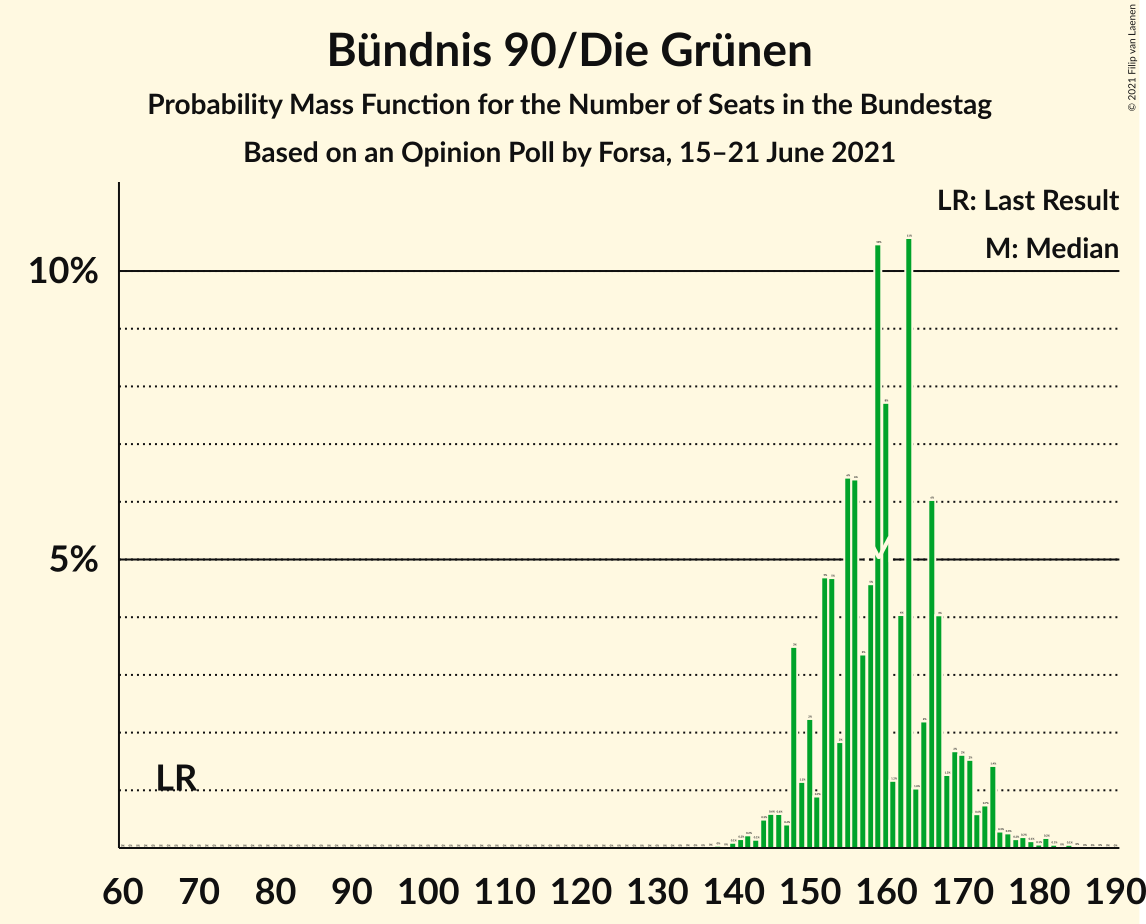 Bündnis 90/Die Grünen
Probability Mass Function for the Number of Seats in the Bundestag
Based on an Opinion Poll by Forsa, 15–21 June 2021
© 2021 Filip van Laenen
LR: Last Result
M: Median
10%
5%
LR
60 70 80 90 100 110 120 130 140 150 160 170 180 190